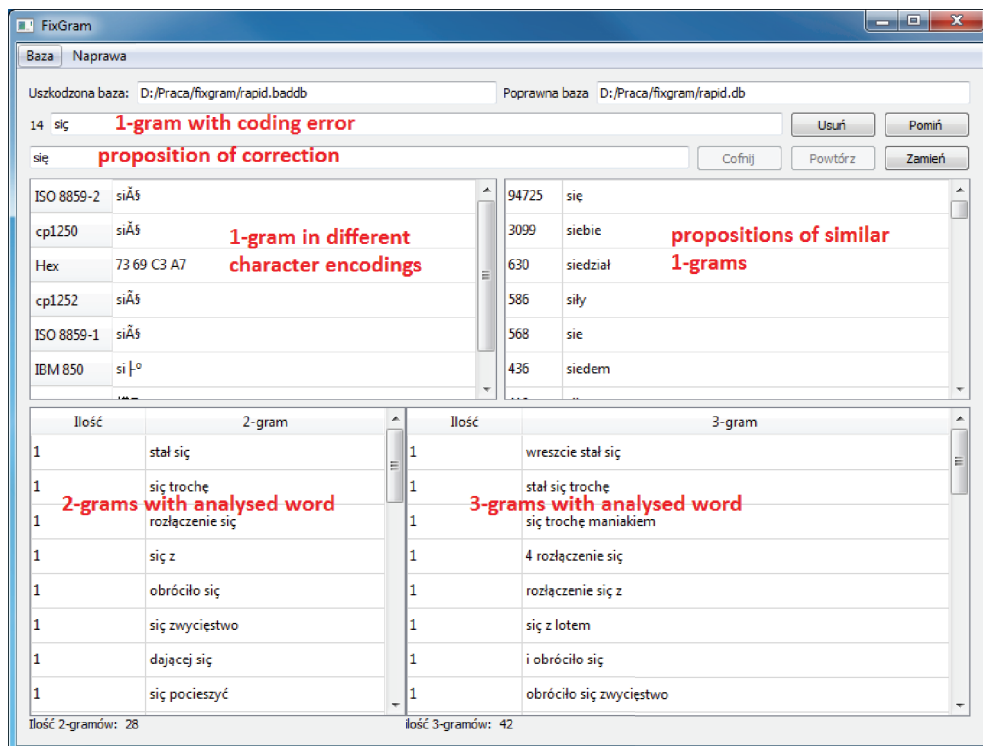 FixGram
Baza Naprawa
Uszkodzona baza: D:/Praca/fixgram/rapid.baddb Poprawna baza D:/Praca/fixgram/rapid.db
14 siç 1-gram with coding error Usuń Pomiń
się proposition of correction Cofnij Powtórz Zamień
ISO 8859-2 siĂ§
cp1250 siĂ§
Hex 73 69 C3 A7
cp1252 siÃ§
ISO 8859-1 siÃ§
IBM 850 si├º
1-gram in different
character encodings
94725 się
3099 siebie
630 siedział
586 siły
568 sie
436 siedem
propositions of similar
1-grams
Ilość 2-gram
1 stał siç
1 siç trochę
1 rozłączenie siç
1 siç z
1 obróciło siç
1 siç zwycięstwo
1 dającej siç
1 siç pocieszyć
2-grams with analysed word
Ilość 2-gramów: 28
Ilość 3-gram
1 wreszcie stał siç
1 stał siç trochę
1 siç trochę maniakiem
1 4 rozłączenie siç
1 rozłączenie siç z
1 siç z lotem
1 i obróciło siç
1 obróciło siç zwycięstwo
3-grams with analysed word
Ilość 3-gramów: 42